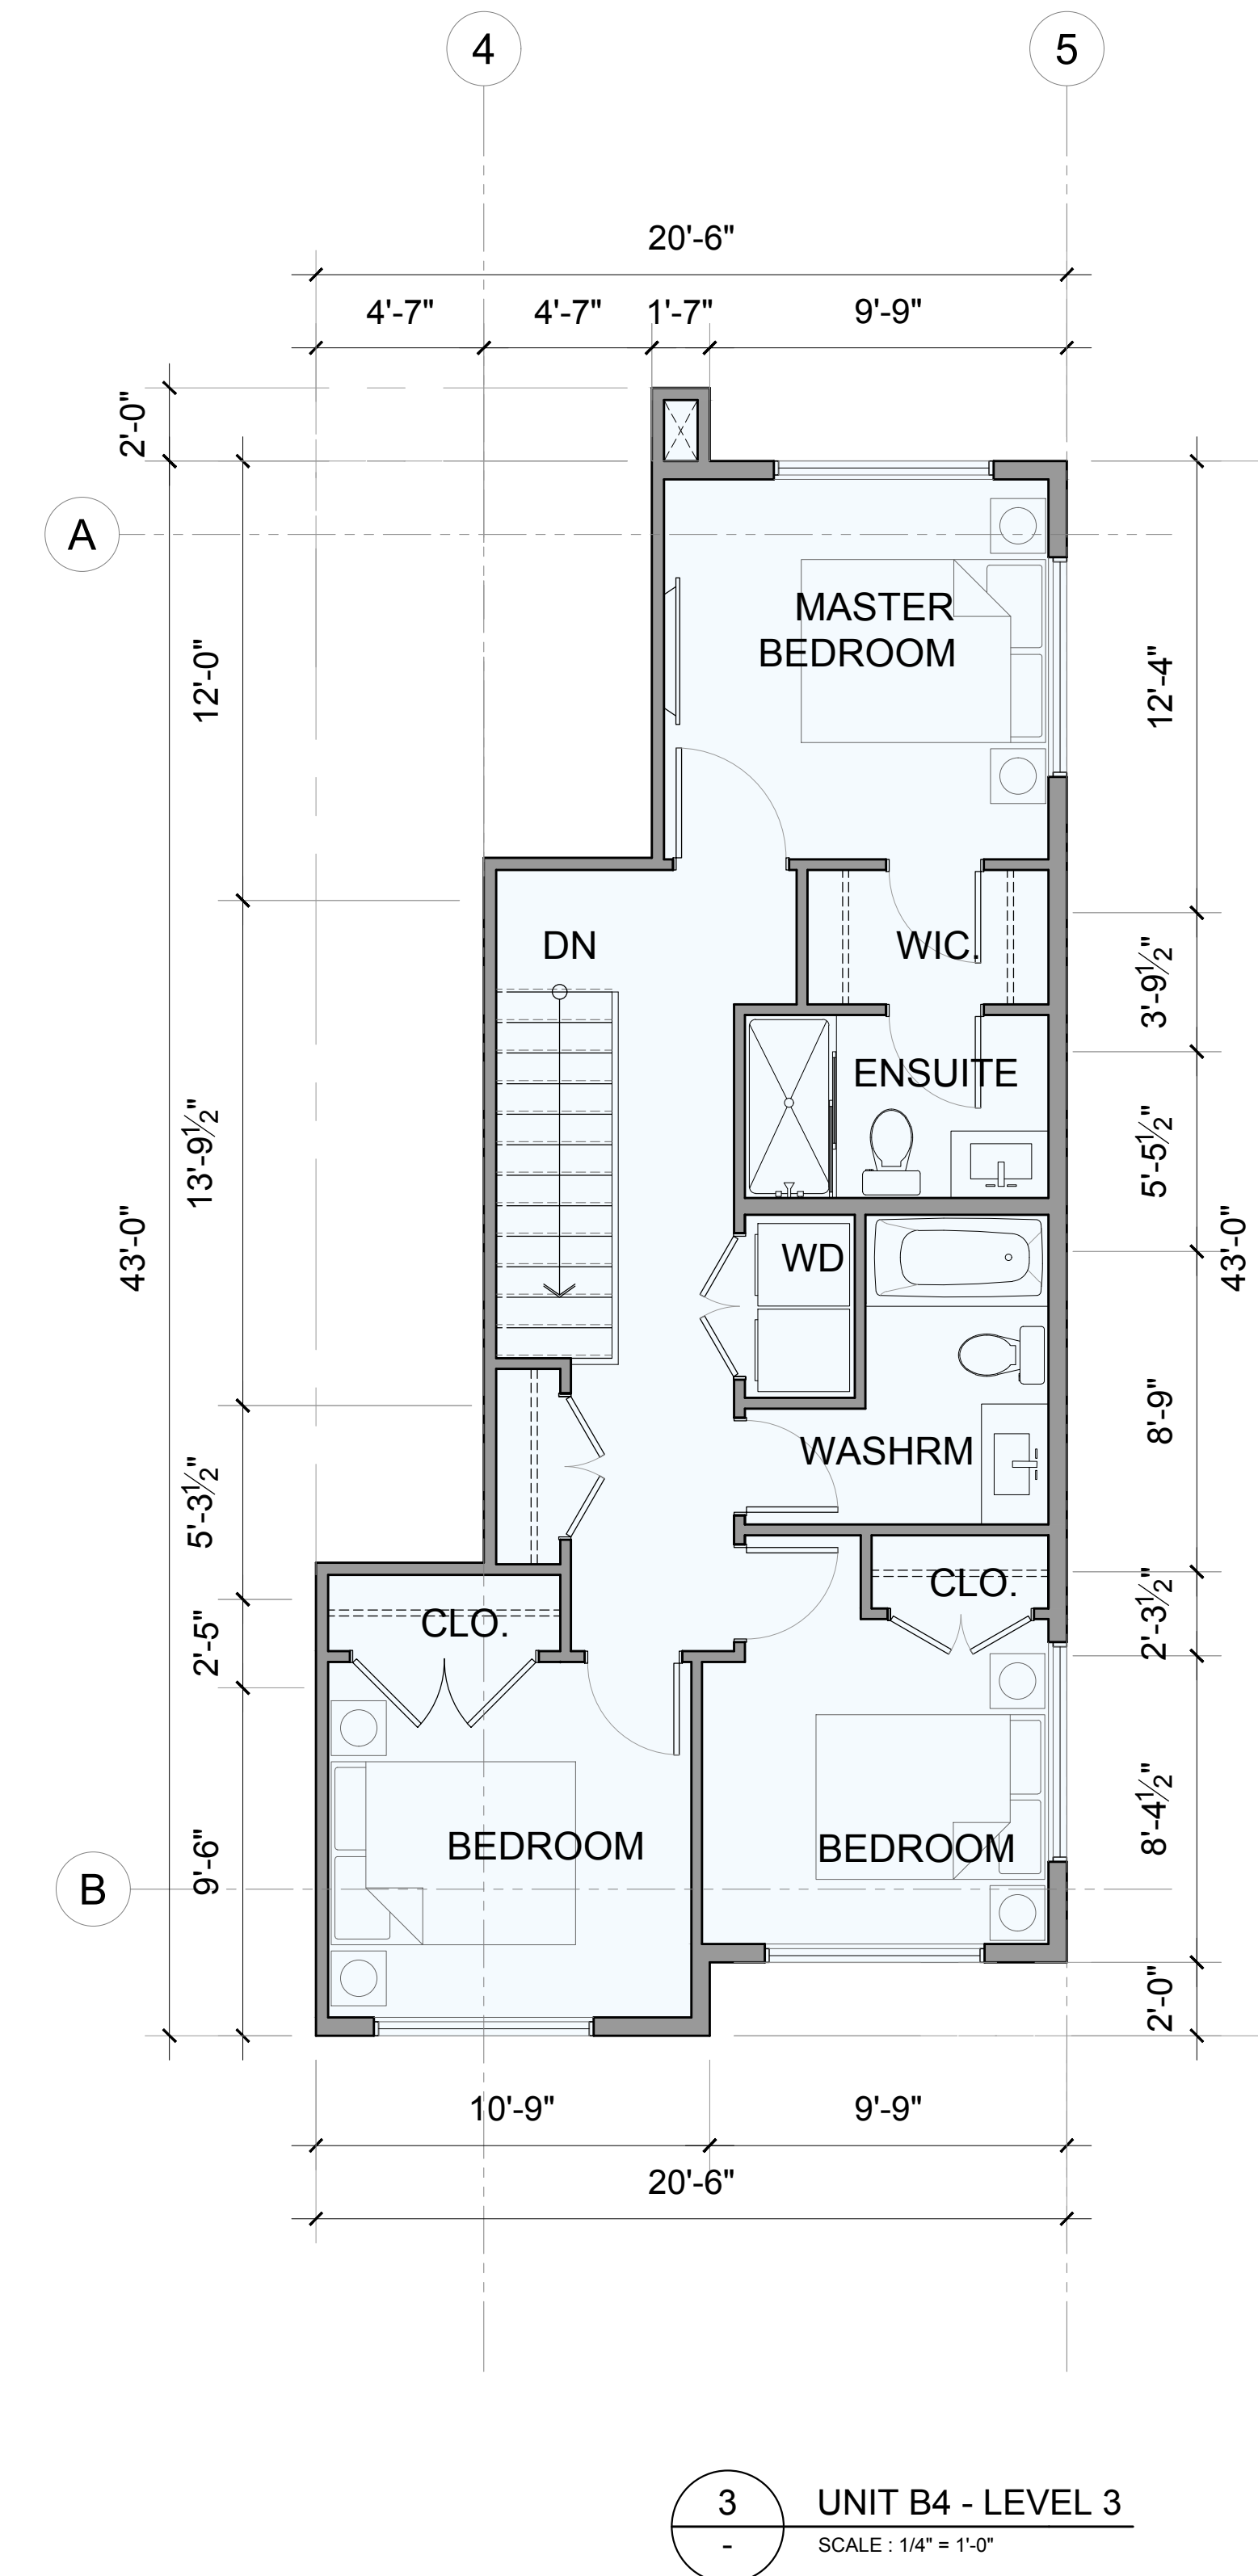 4
5
20'-6"
4'-7"
4'-7"
1'-7"
9'-9"
2'-0"
A
MASTER
BEDROOM
12'-0"
12'-4"
DN
WIC.
3'-9½"
ENSUITE
13'-9½"
5'-5½"
43'-0"
WD
43'-0"
8'-9"
WASHRM
5'-3½"
CLO.
2'-3½"
CLO.
2'-5"
8'-4½"
BEDROOM
BEDROOM
9'-6"
B
2'-0"
10'-9"
9'-9"
20'-6"
3
UNIT B4 - LEVEL 3
-
SCALE : 1/4" = 1'-0"